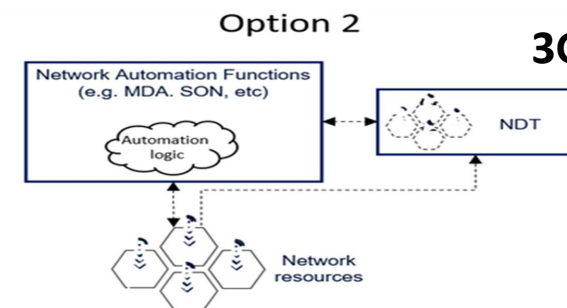 Option 2
Network Automation Functions
(e.g. MDA. SON, etc)
Automation
logic
NDT
Network
resources